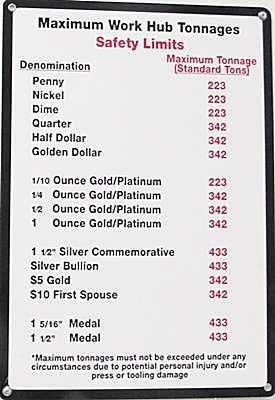 Maximum Work Hub Tonnages
Safety Limits
Denomination Maximum Tonnage (Standard Tons)
Penny 223
Nickel 223
Dime 223
Quarter 342
Half Dollar 342
Golden Dollar 342
1/10 Ounce Gold/Platinum 223
1/4 Ounce Gold/Platinum 342
1/2 Ounce Gold/Platinum 342
1 Ounce Gold/Platinum 342
1 1/2" Silver Commemorative 433
Silver Bullion 433
$5 Gold 342
$10 First Spouse 342
1 5/16" Medal 433
1 1/2" Medal 433
*Maximum tonnages must not be exceeded under any
circumstances due to potential personal injury and/or
press or tooling damage